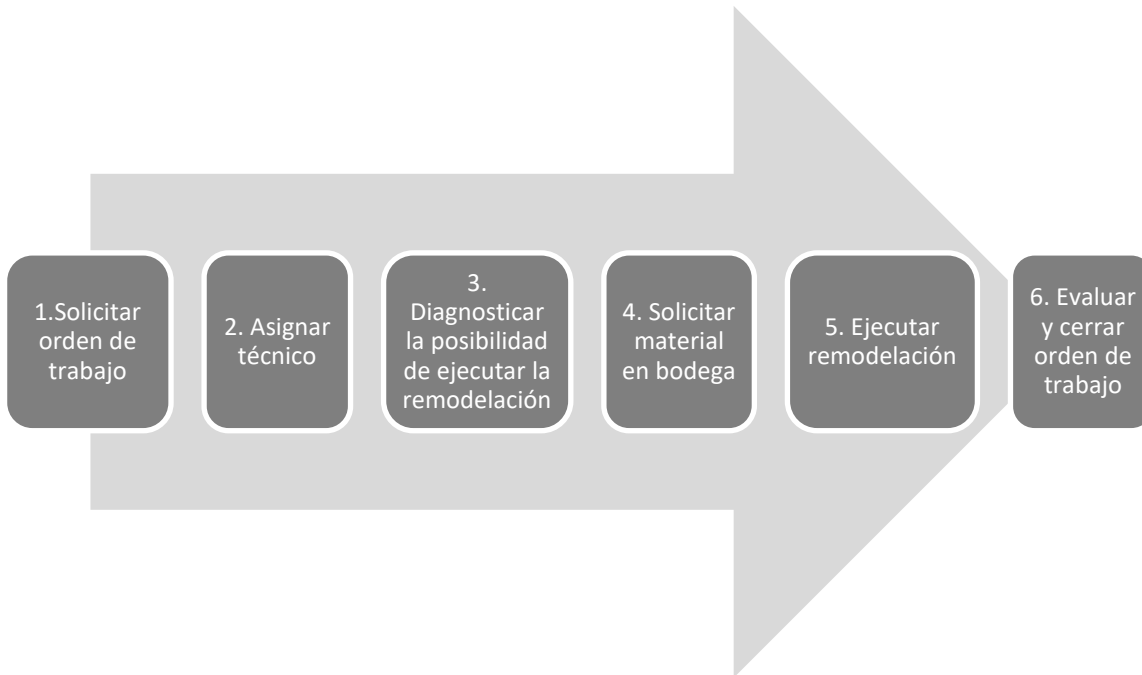 1.Solicitar
orden de
trabajo
2. Asignar
técnico
3.
Diagnosticar
la posibilidad
de ejecutar la
remodelación
4. Solicitar
material
en bodega
5. Ejecutar
remodelación
6. Evaluar
y cerrar
orden de
trabajo